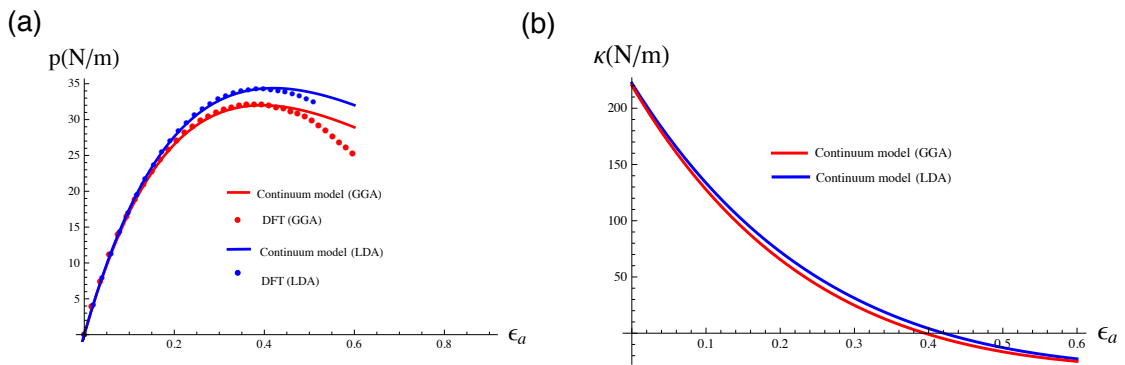 (a)
p(N/m)
35
30
25
20
15
10
5
0
0.2
0.4
0.6
0.8
ϵa
Continuum model (GGA)
DFT (GGA)
Continuum model (LDA)
DFT (LDA)
(b)
κ(N/m)
200
150
100
50
0
0.1
0.2
0.3
0.4
0.5
0.6
ϵa
Continuum model (GGA)
Continuum model (LDA)